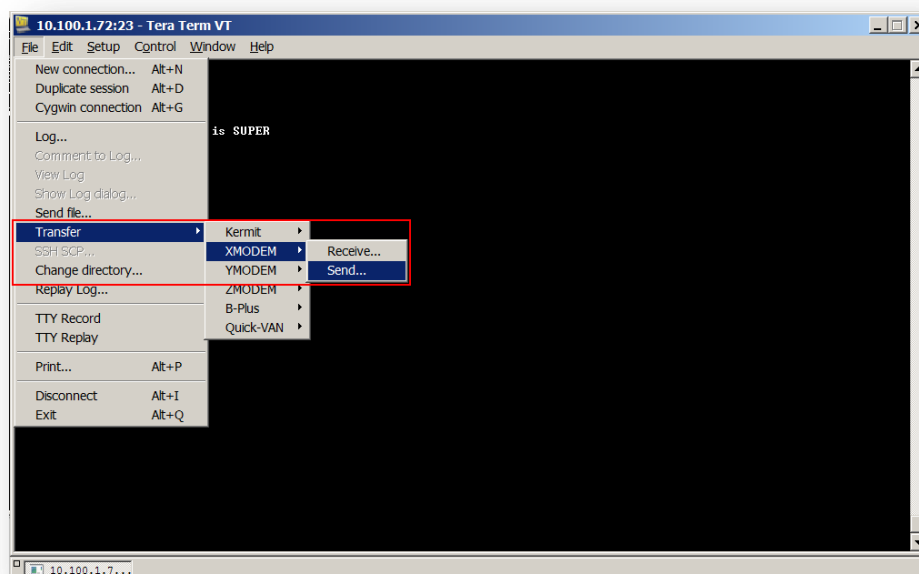 10.100.1.72:23 - Tera Term VT
File Edit Setup Control Window Help
New connection... Alt+N
Duplicate session Alt+D
Cygwin connection Alt+G
Log...
is SUPER
Comment to Log...
View Log
Show Log dialog...
Send file...
Transfer Kermit
SSH SCP... XMODEM Receive...
Change directory... YMODEM Send...
Replay Log... ZMODEM
B-Plus
TTY Record
Quick-VAN
TTY Replay
Print... Alt+P
Disconnect Alt+I
Exit Alt+Q
10.100.1.7...